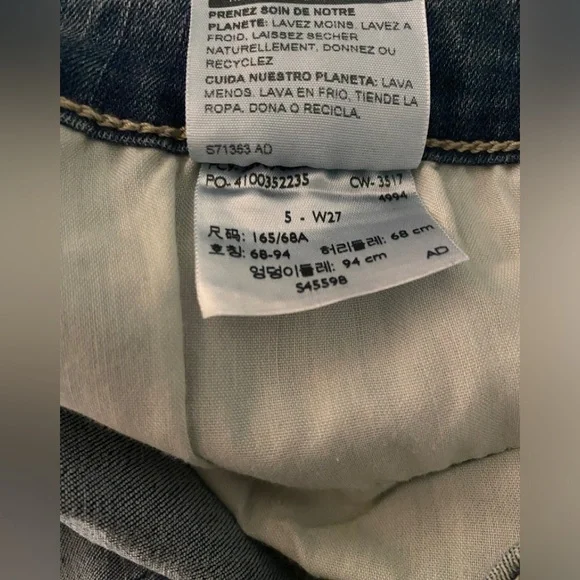 PRENEZ SOIN DE NOTRE
PLANETE: LAVEZ MOINS. LAVEZ A
FROID. LAISSEZ SECHER
NATURELLEMENT. DONNEZ OU
RECYCLEZ
CUIDA NUESTRO PLANETA: LAVA
MENOS. LAVA EN FRIO. TIENDE LA
ROPA. DONA O RECICLA.
S71353 AD
PO-4100352235 CW-3517
4994
5 - W27
尺码: 165/68A
호칭: 68-94 허리둘레: 68 cm
엉덩이둘레: 94 cm AD
S45598